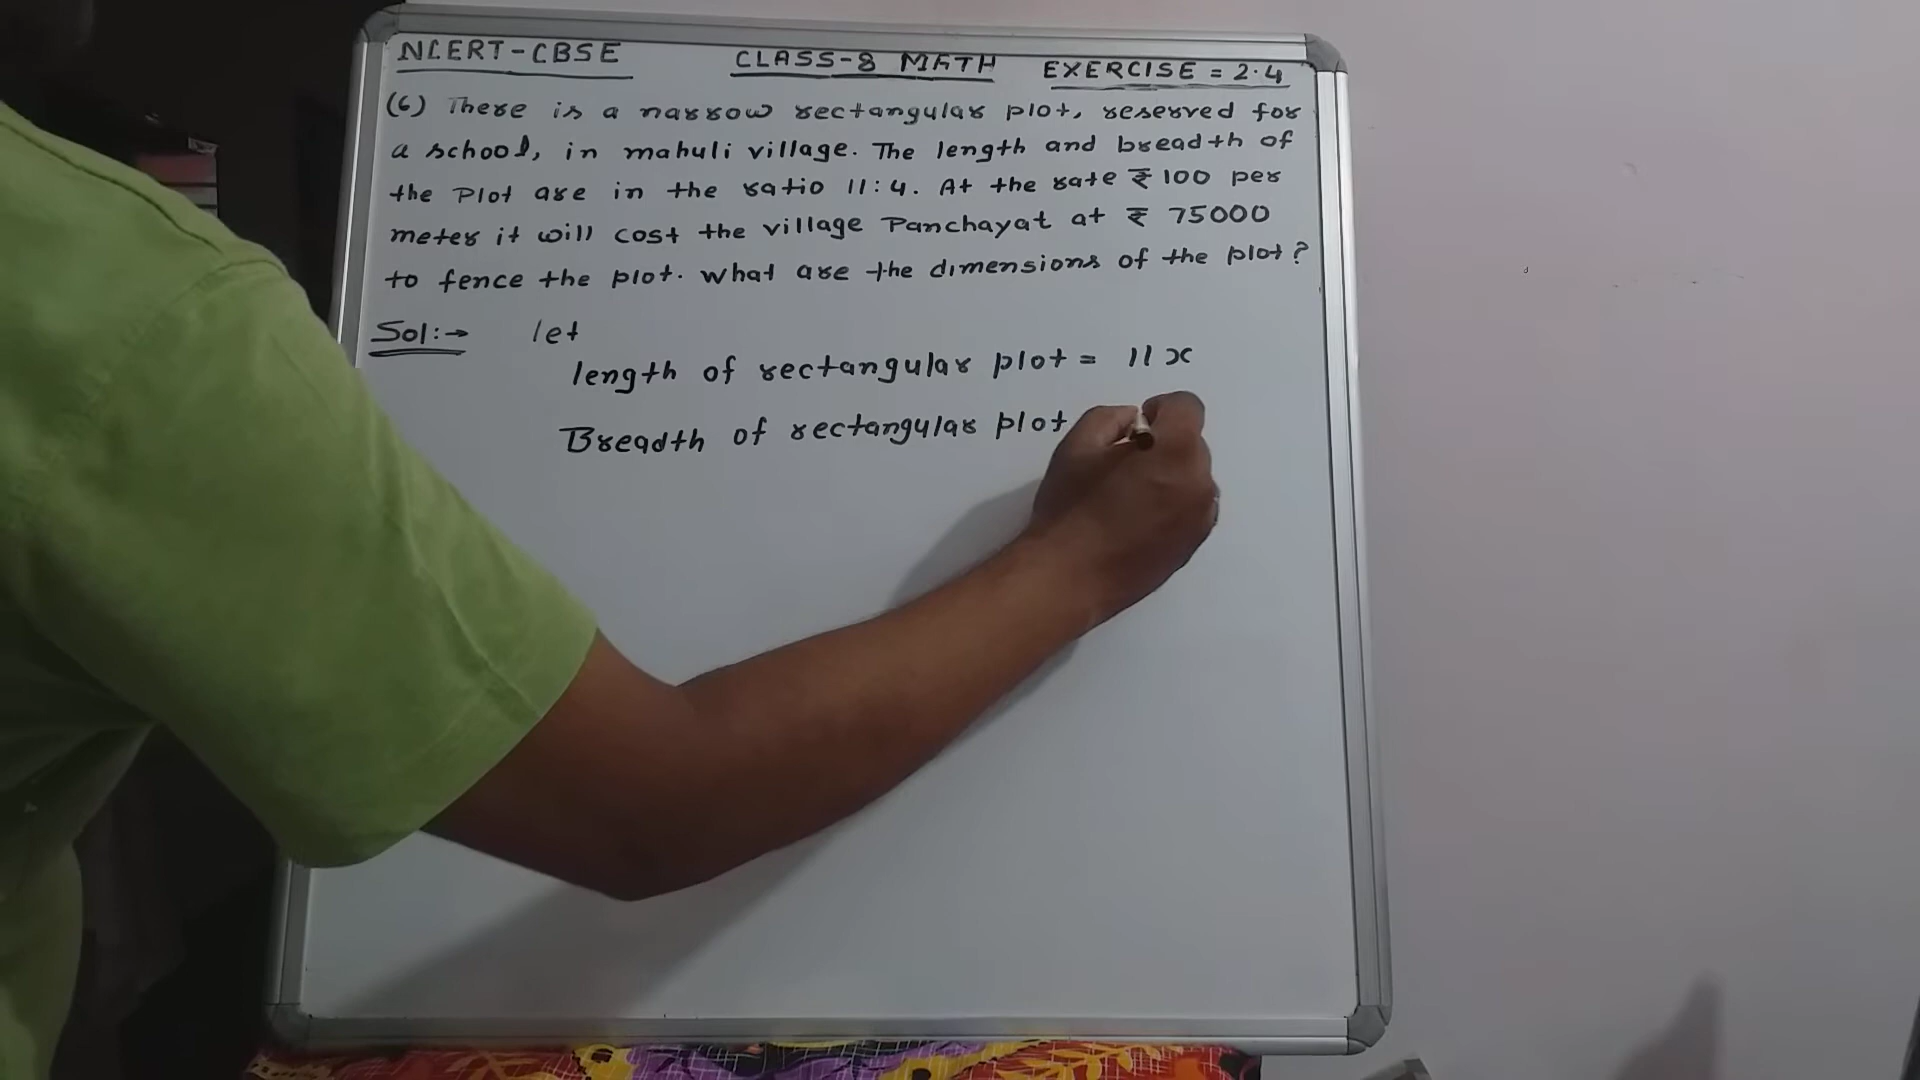 NCERT-CBSE CLASS-8 MATH EXERCISE = 2.4
(6) There is a narrow rectangular plot, reserved for
a school, in mahuli village. The length and breadth of
the Plot are in the ratio 11:4. At the rate ₹ 100 per
meter it will cost the village Panchayat at ₹ 75000
to fence the plot. What are the dimensions of the plot?
Sol:→ let
length of rectangular plot = 11x
Breadth of rectangular plot